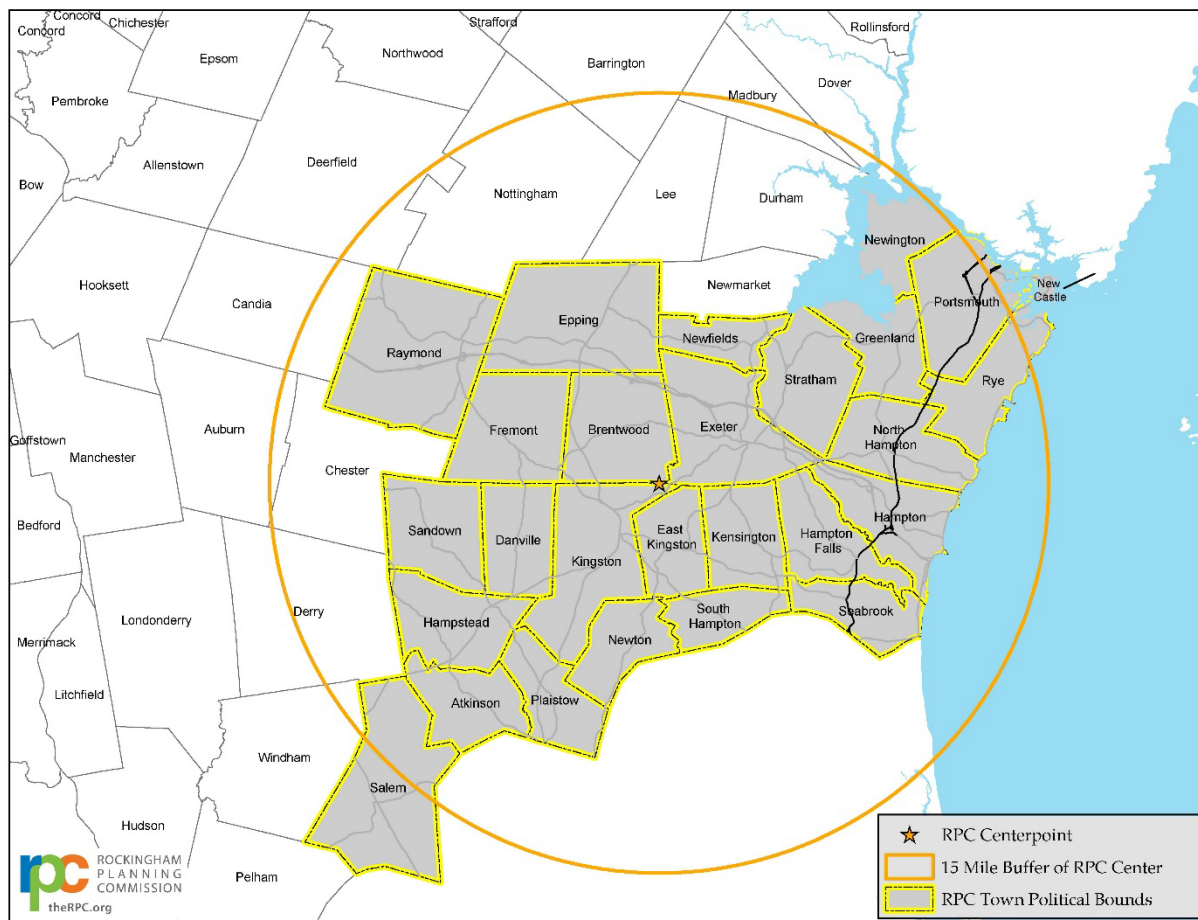 Concord
Concord
Chichester
Strafford
Rollinsford
Epsom
Northwood
Barrington
Dover
Madbury
Pembroke
Allenstown
Deerfield
Bow
Nottingham
Lee
Durham
Newington
Hooksett
Candia
Newmarket
New
Castle
Portsmouth
Epping
Raymond
Newfields
Greenland
Stratham
Rye
Auburn
Fremont
Brentwood
Exeter
North
Hampton
Goffstown
Manchester
Chester
Hampton
Sandown
Danville
East
Kingston
Kensington
Hampton
Falls
Bedford
Kingston
Derry
Londonderry
Hampstead
South
Hampton
Seabrook
Merrimack
Newton
Litchfield
Atkinson
Plaistow
Windham
Salem
Hudson
Pelham
rpc
ROCKINGHAM
PLANNING
COMMISSION
theRPC.org
RPC Centerpoint
15 Mile Buffer of RPC Center
RPC Town Political Bounds